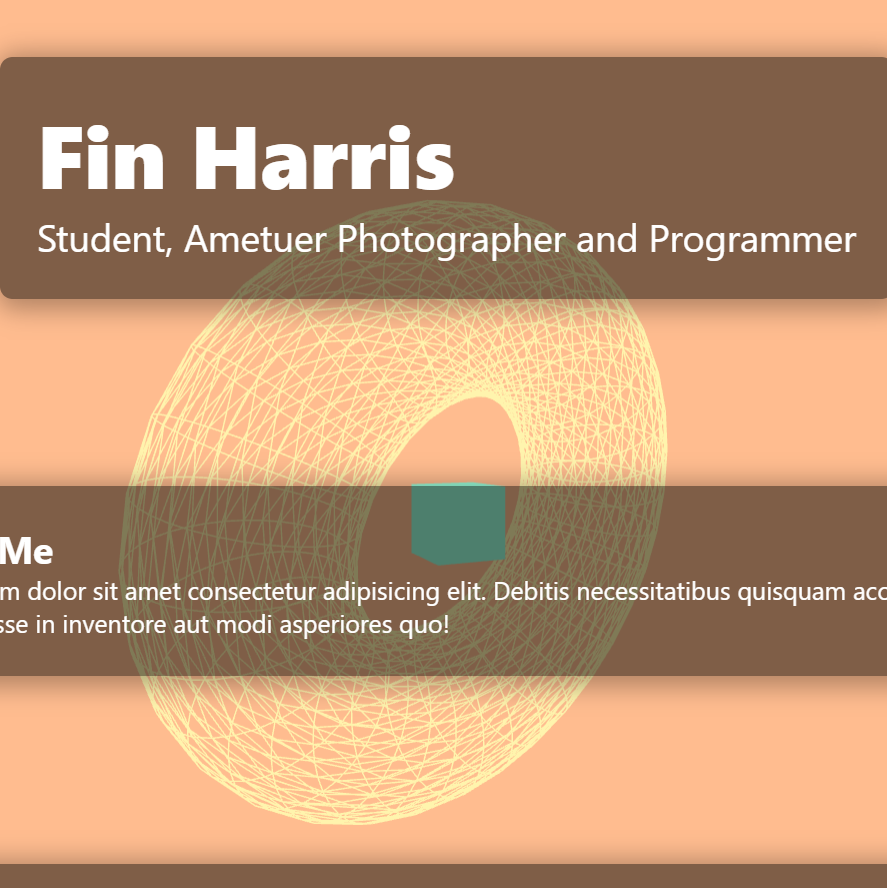 Fin Harris
Student, Ametuer Photographer and Programmer
Me
m dolor sit amet consectetur adipisicing elit. Debitis necessitatibus quisquam acc
sse in inventore aut modi asperiores quo!